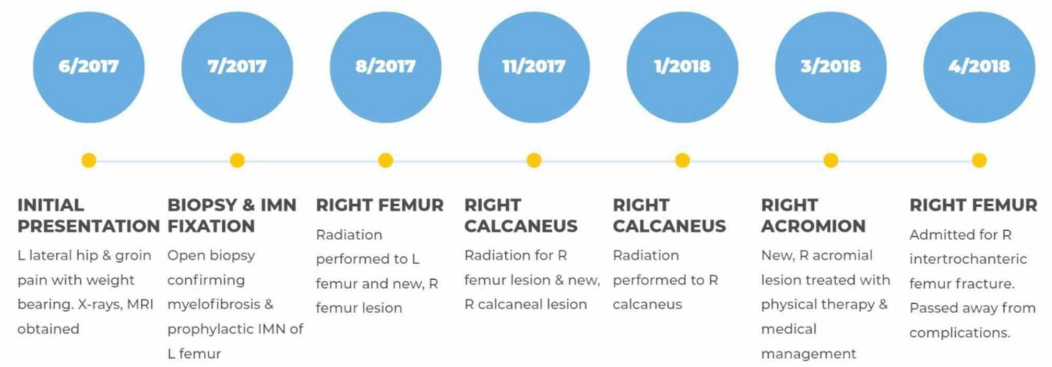 6/2017
7/2017
8/2017
11/2017
1/2018
3/2018
4/2018
INITIAL
PRESENTATION
L lateral hip & groin
pain with weight
bearing. X-rays, MRI
obtained
BIOPSY & IMN
FIXATION
Open biopsy
confirming
myelofibrosis &
prophylactic IMN of
L femur
RIGHT FEMUR
Radiation
performed to L
femur and new, R
femur lesion
RIGHT
CALCANEUS
Radiation for R
femur lesion & new,
R calcaneal lesion
RIGHT
CALCANEUS
Radiation
performed to R
calcaneus
RIGHT
ACROMION
New, R acromial
lesion treated with
physical therapy &
medical
management
RIGHT FEMUR
Admitted for R
intertrochanteric
femur fracture.
Passed away from
complications.